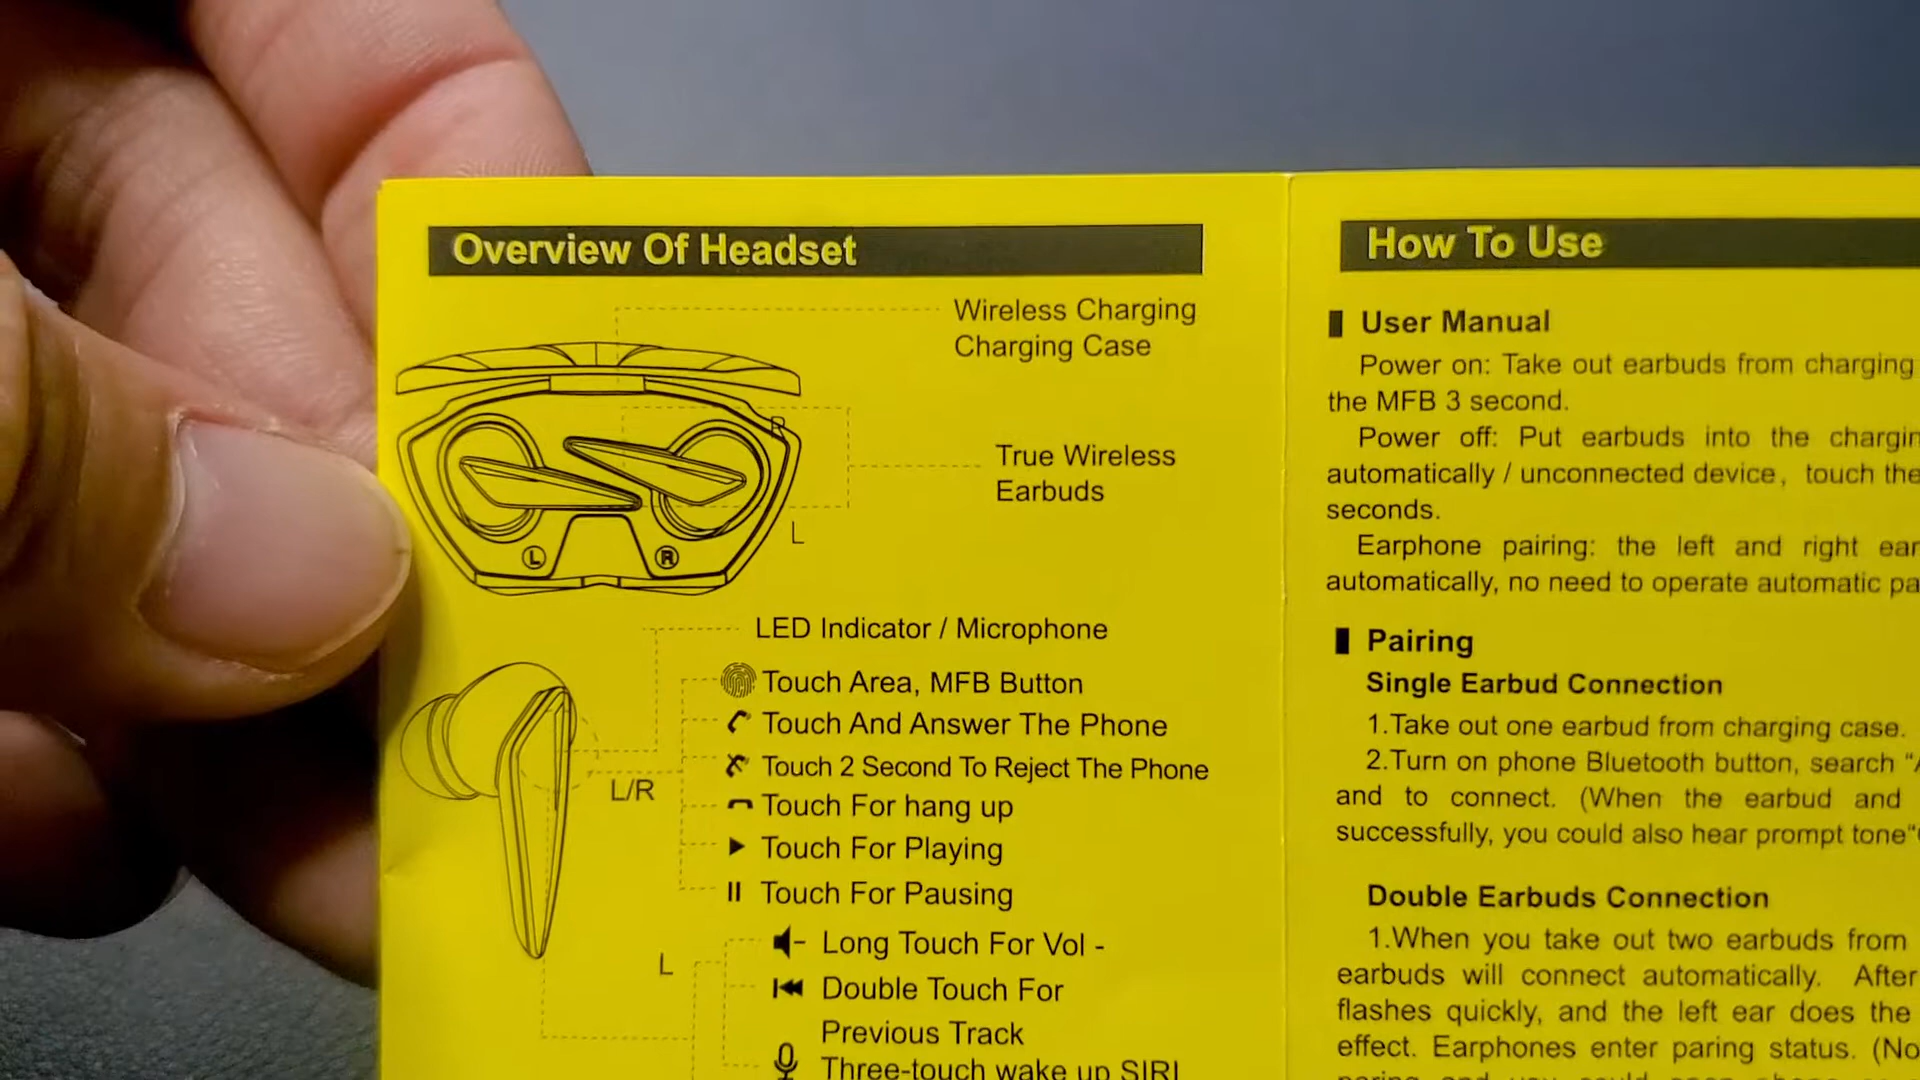 Overview Of Headset
Wireless Charging
Charging Case
R
True Wireless
Earbuds
L
L R
LED Indicator / Microphone
Touch Area, MFB Button
Touch And Answer The Phone
Touch 2 Second To Reject The Phone
L/R
Touch For hang up
Touch For Playing
Touch For Pausing
L
Long Touch For Vol -
Double Touch For
Previous Track
Three-touch wake up SIRI
How To Use
User Manual
Power on: Take out earbuds from charging
the MFB 3 second.
Power off: Put earbuds into the
automatically / unconnected device, touch the
seconds.
Earphone pairing: the left and right
automatically, no need to operate automatic
Pairing
Single Earbud Connection
1.Take out one earbud from charging case.
2.Turn on phone Bluetooth button, search “
and to connect. (When the earbud and
successfully, you could also hear prompt tone“
Double Earbuds Connection
1.When you take out two earbuds from
earbuds will connect automatically. After
flashes quickly, and the left ear does the
effect. Earphones enter paring status. (No